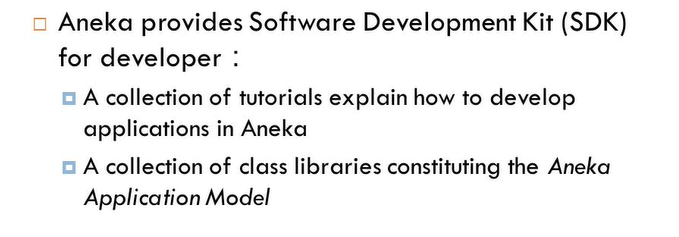 Aneka provides Software Development Kit (SDK)
for developer :
A collection of tutorials explain how to develop
applications in Aneka
A collection of class libraries constituting the Aneka
Application Model